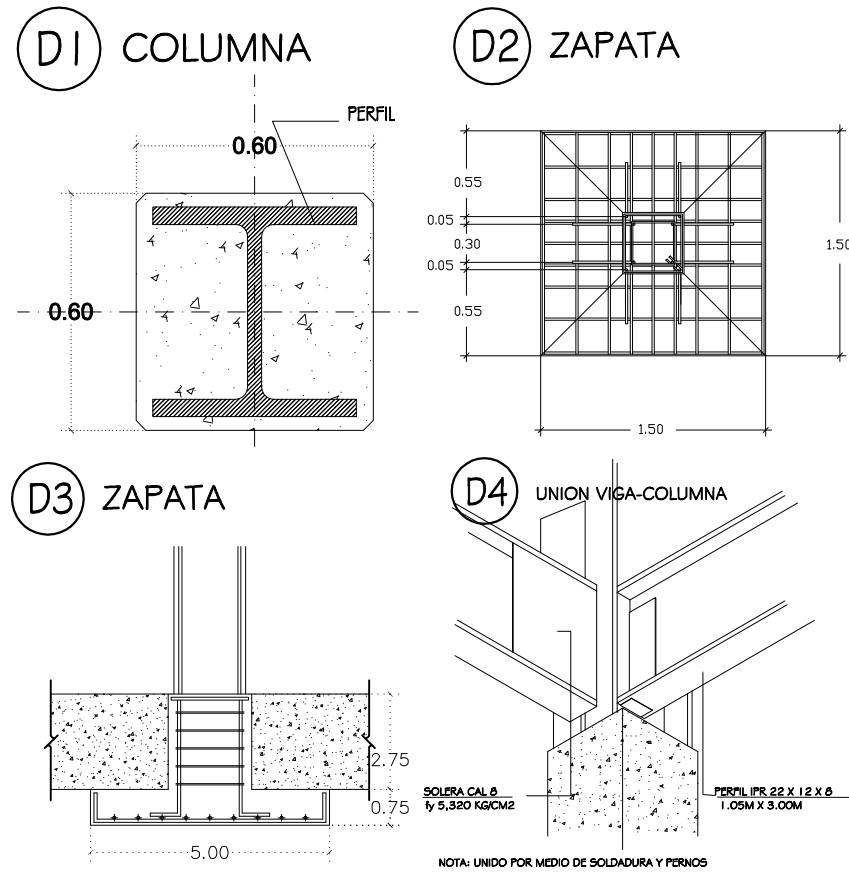 D1 COLUMNA
PERFIL
0.60
0.60
D2 ZAPATA
0.55
0.05
0.30
0.05
0.55
1.50
1.50
D3 ZAPATA
2.75
0.75
5.00
D4 UNION VIGA-COLUMNA
SOLERA CAL 8
fy 5,320 KG/CM2
PERFIL IPR 22 X 12 X 8
1.05M X 3.00M
NOTA: UNIDO POR MEDIO DE SOLDADURA Y PERNOS